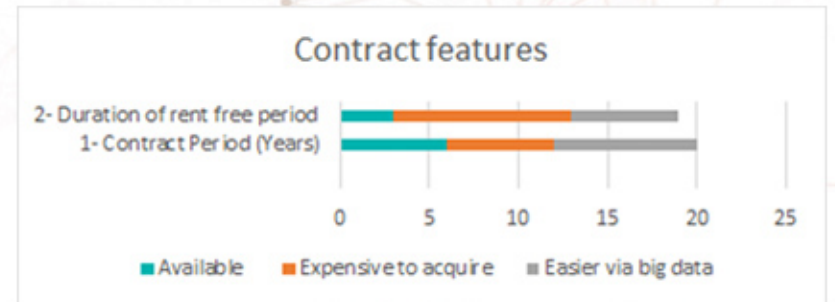 Contract features
2- Duration of rent free period
1- Contract Period (Years)
0 5 10 15 20 25
Available Expensive to acquire Easier via big data